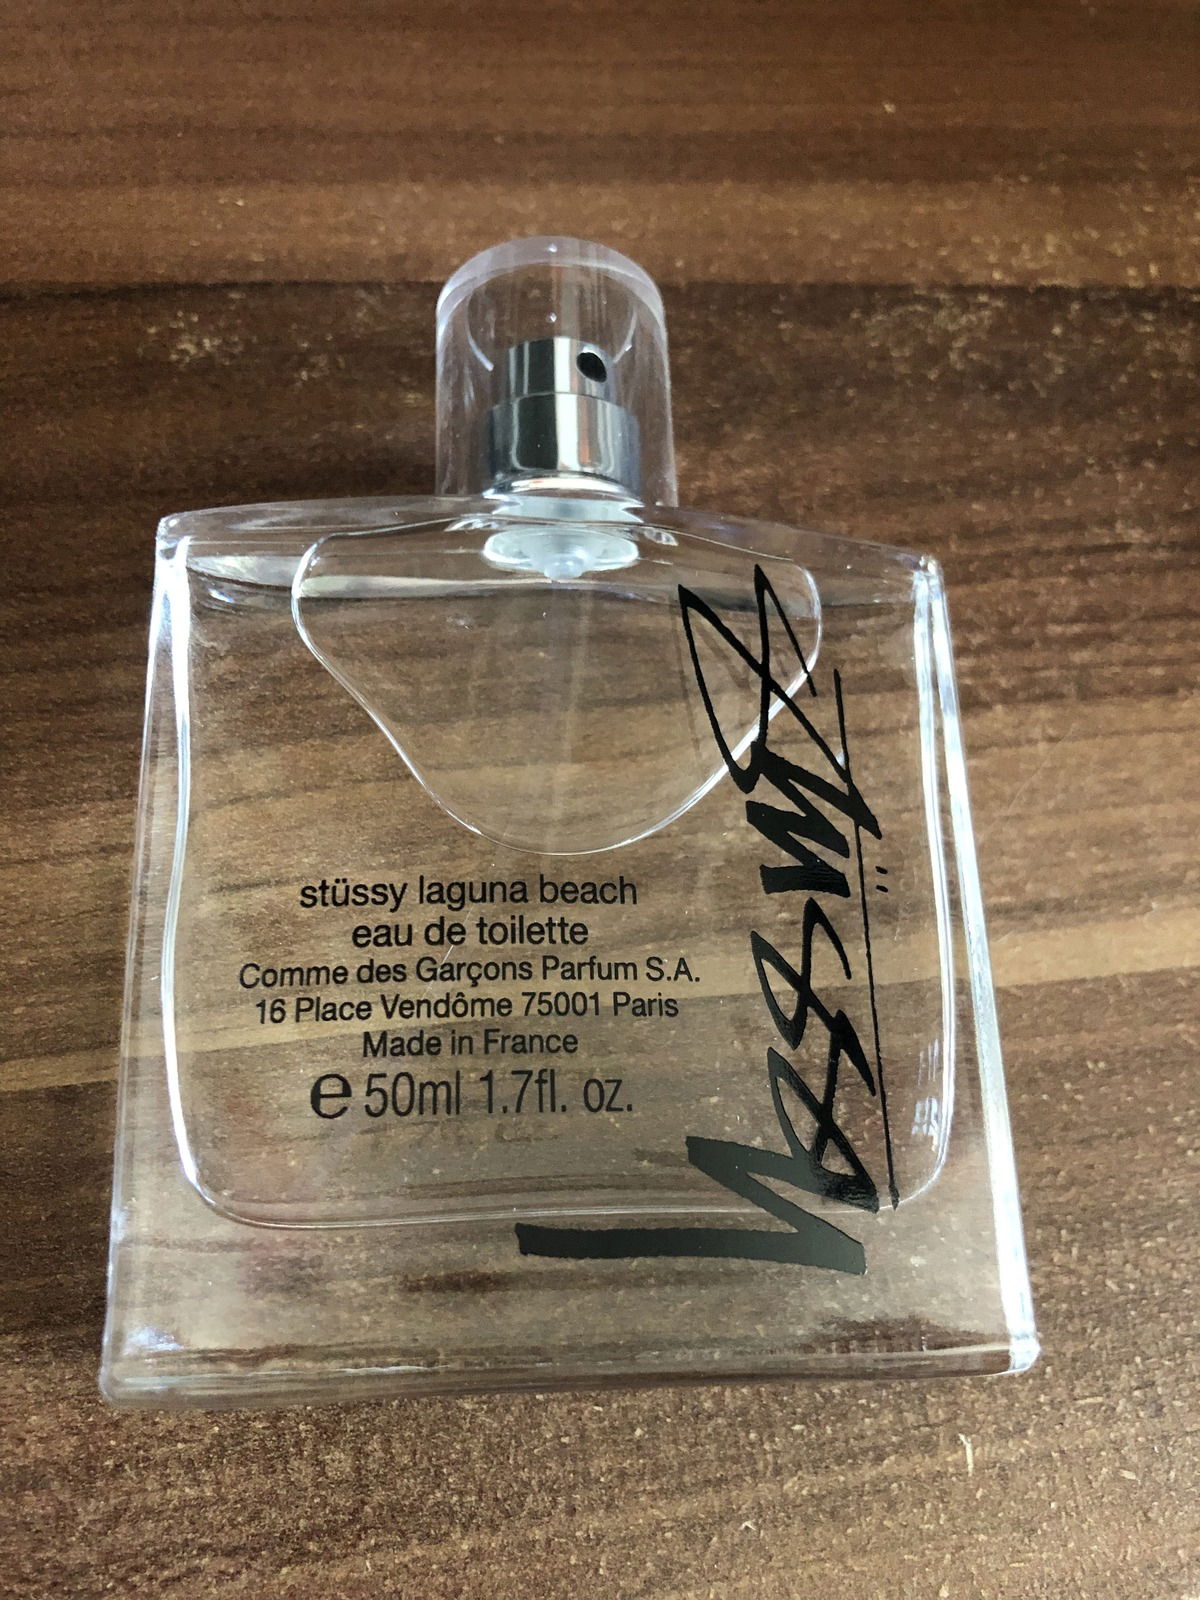 stüssy laguna beach
eau de toilette
Comme des Garçons Parfum S.A.
16 Place Vendôme 75001 Paris
Made in France
e 50ml 1.7fl. oz.
Stüssy